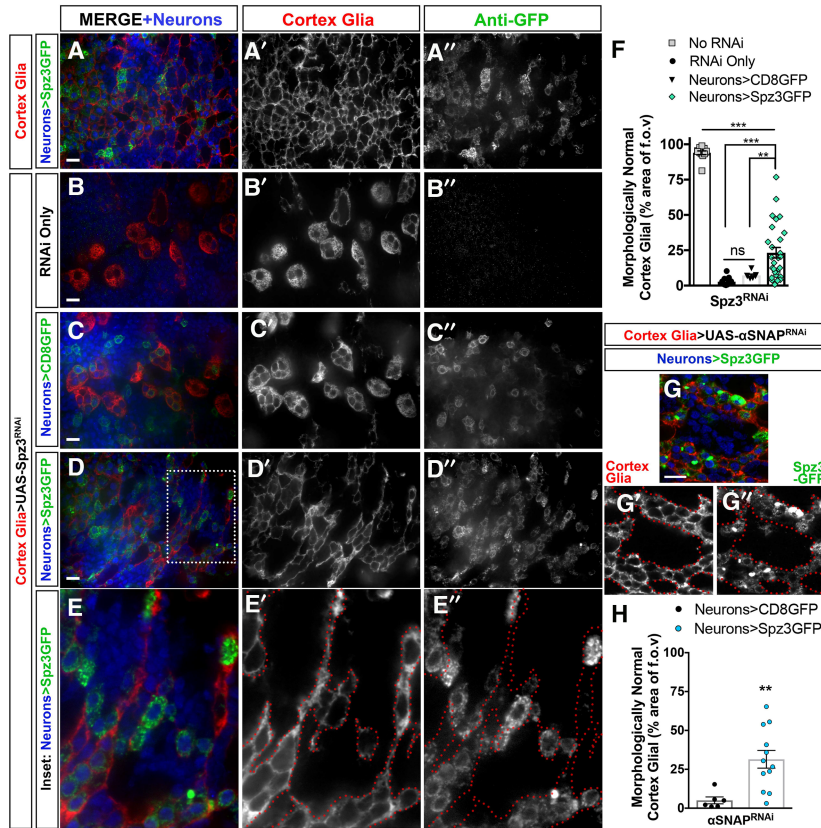 MERGE+Neurons
Cortex Glia
Anti-GFP
Cortex Glia
Neurons>Spz3GFP
A
A′
A″
Cortex Glia>UAS-Spz3RNAi
RNAi Only
B
B′
B″
Neurons>CD8GFP
C
C′
C″
Neurons>Spz3GFP
D
D′
D″
Inset: Neurons>Spz3GFP
E
E′
E″
F
No RNAi
RNAi Only
Neurons>CD8GFP
Neurons>Spz3GFP
Morphologically Normal
Cortex Glial (% area of f.o.v)
100
75
50
25
0
***
***
**
ns
Spz3RNAi
Cortex Glia>UAS-αSNAPRNAi
Neurons>Spz3GFP
G
Cortex
Glia
Spz3
-GFP
G′
G″
H
Neurons>CD8GFP
Neurons>Spz3GFP
Morphologically Normal
Cortex Glial (% area of f.o.v)
100
75
50
25
0
**
αSNAPRNAi